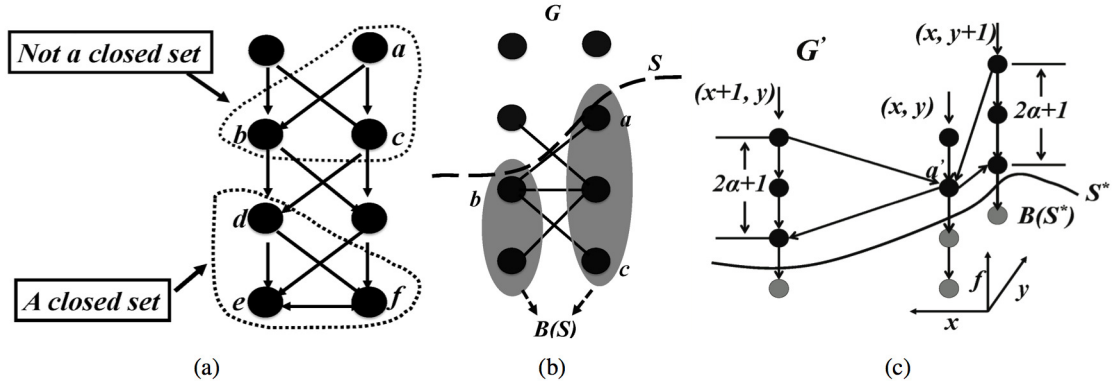 Not a closed set
A closed set
a
b
c
d
e
f
(a)
G
S
a
b
c
B(S)
(b)
G’
(x, y+1)
(x+1, y)
(x, y)
2α+1
2α+1
a’
S*
B(S*)
f
y
x
(c)